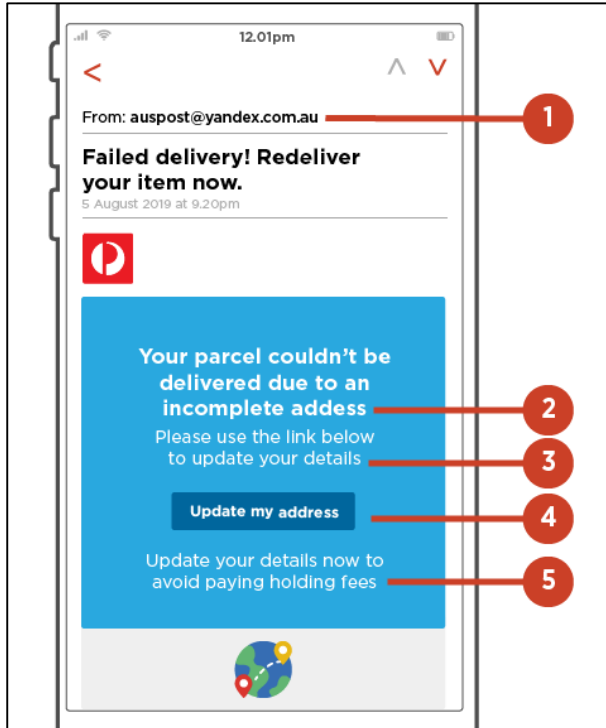 12.01pm
<
From: auspost@yandex.com.au
1
Failed delivery! Redeliver
your item now.
5 August 2019 at 9.20pm
Your parcel couldn't be
delivered due to an
incomplete addess
2
Please use the link below
to update your details
3
Update my address
4
Update your details now to
avoid paying holding fees
5